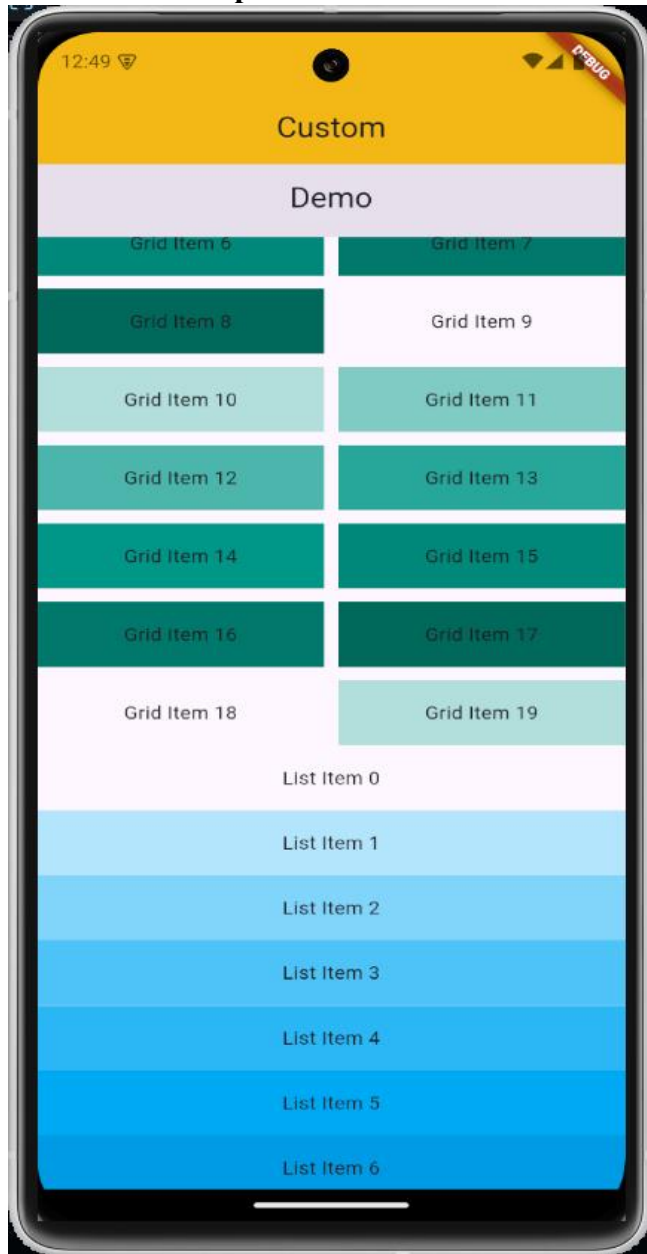 12:49
DEBUG
Custom
Demo
Grid Item 6 Grid Item 7
Grid Item 8 Grid Item 9
Grid Item 10 Grid Item 11
Grid Item 12 Grid Item 13
Grid Item 14 Grid Item 15
Grid Item 16 Grid Item 17
Grid Item 18 Grid Item 19
List Item 0
List Item 1
List Item 2
List Item 3
List Item 4
List Item 5
List Item 6